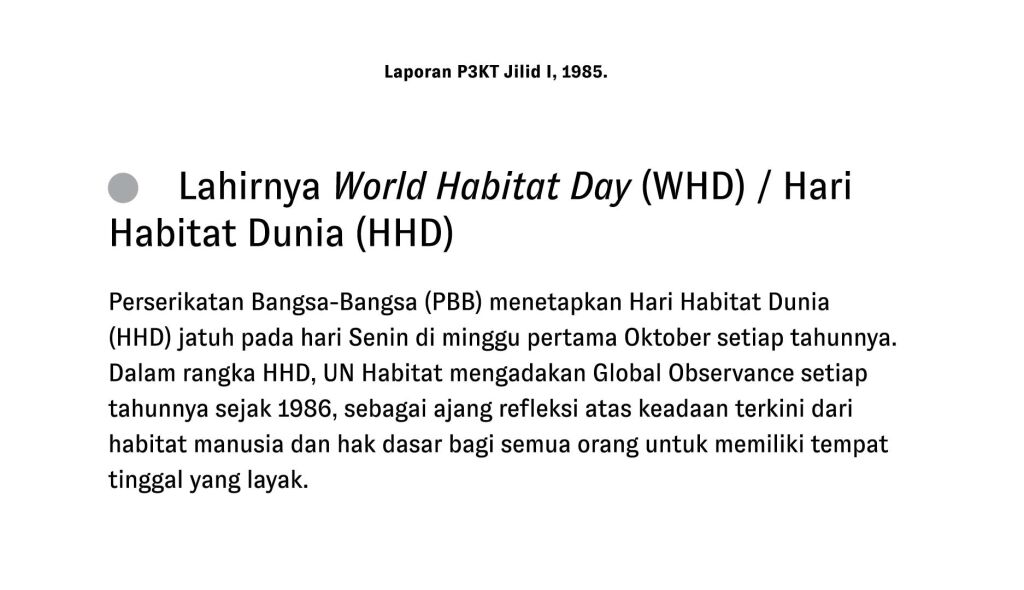 Laporan P3KT Jilid I, 1985.
Lahirnya World Habitat Day (WHD) / Hari
Habitat Dunia (HHD)
Perserikatan Bangsa-Bangsa (PBB) menetapkan Hari Habitat Dunia
(HHD) jatuh pada hari Senin di minggu pertama Oktober setiap tahunnya.
Dalam rangka HHD, UN Habitat mengadakan Global Observance setiap
tahunnya sejak 1986, sebagai ajang refleksi atas keadaan terkini dari
habitat manusia dan hak dasar bagi semua orang untuk memiliki tempat
tinggal yang layak.